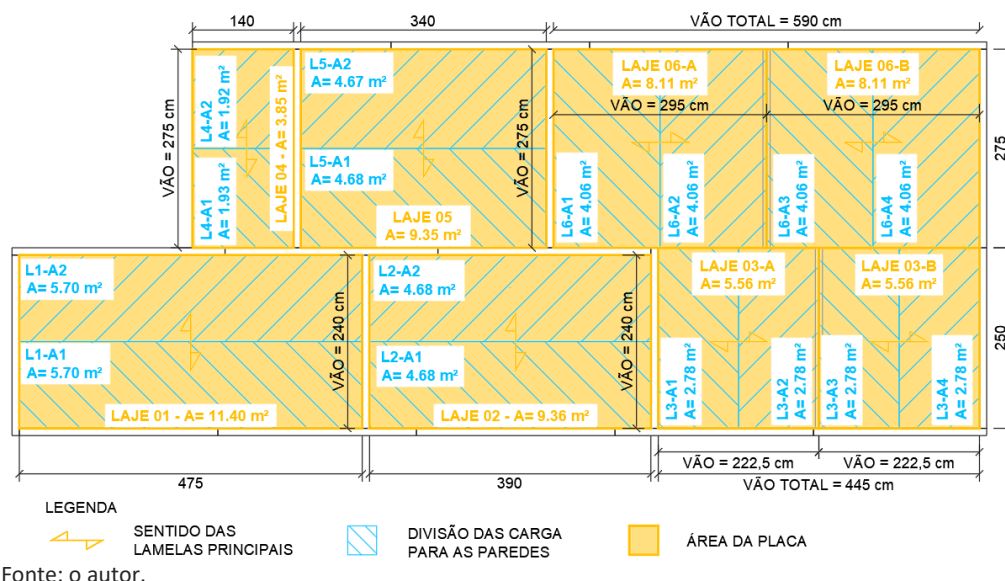 140
340
VÃO TOTAL = 590 cm
VÃO = 275 cm
L4-A2
A= 1.92 m²
L4-A1
A= 1.93 m²
LAJE 04 - A= 3.85 m²
L5-A2
A= 4.67 m²
L5-A1
A= 4.68 m²
LAJE 05
A= 9.35 m²
VÃO = 275 cm
LAJE 06-A
A= 8.11 m²
LAJE 06-B
A= 8.11 m²
VÃO = 295 cm
VÃO = 295 cm
L6-A1
A= 4.06 m²
L6-A2
A= 4.06 m²
L6-A3
A= 4.06 m²
L6-A4
A= 4.06 m²
275
L1-A2
A= 5.70 m²
L1-A1
A= 5.70 m²
LAJE 01 - A= 11.40 m²
VÃO = 240 cm
L2-A2
A= 4.68 m²
L2-A1
A= 4.68 m²
LAJE 02 - A= 9.36 m²
VÃO = 240 cm
LAJE 03-A
A= 5.56 m²
LAJE 03-B
A= 5.56 m²
L3-A1
A= 2.78 m²
L3-A2
A= 2.78 m²
L3-A3
A= 2.78 m²
L3-A4
A= 2.78 m²
250
VÃO = 222,5 cm
VÃO = 222,5 cm
475
390
VÃO TOTAL = 445 cm
LEGENDA
SENTIDO DAS
LAMELAS PRINCIPAIS
DIVISÃO DAS CARGA
PARA AS PAREDES
ÁREA DA PLACA
Fonte: o autor.